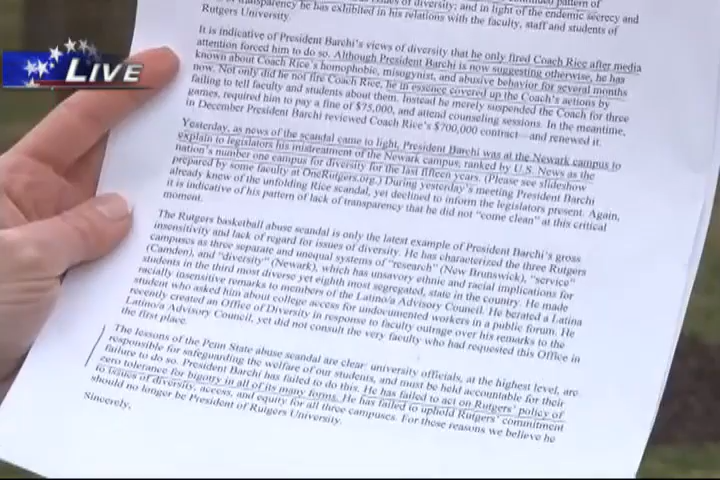 transparency he has exhibited in his relations with the faculty, staff and students of
Rutgers University.
It is indicative of President Barchi's views of diversity that he only fired Coach Rice after media
attention forced him to do so. Although President Barchi is now suggesting otherwise, he has
known about Coach Rice's homophobic, misogynist, and abusive behavior for several months
now. Not only did he not fire Coach Rice, he in essence covered up the Coach's actions by
failing to tell faculty and students about them. Instead he merely suspended the Coach for three
games, required him to pay a fine of $75,000, and attend counseling sessions. In the meantime,
in December President Barchi reviewed Coach Rice's $700,000 contract—and renewed it.
Yesterday, as news of the scandal came to light, President Barchi was at the Newark campus to
explain to legislators his mistreatment of the Newark campus, ranked by U.S. News as the
nation's number one campus for diversity for the last fifteen years. (Please see slideshow
prepared by some faculty at OneRutgers.org.) During yesterday's meeting President Barchi
already knew of the unfolding Rice scandal, yet declined to inform the legislators present. Again,
it is indicative of his pattern of lack of transparency that he did not "come clean" at this critical
moment.
The Rutgers basketball abuse scandal is only the latest example of President Barchi's gross
insensitivity and lack of regard for issues of diversity. He has characterized the three Rutgers
campuses as three separate and unequal systems of "research" (New Brunswick), "service"
(Camden), and "diversity" (Newark), which has unsavory ethnic and racial implications for
students in the third most diverse yet eighth most segregated, state in the country. He made
racially insensitive remarks to members of the Latino/a Advisory Council. He berated a Latina
student who asked him about college access for undocumented workers in a public forum. He
recently created an Office of Diversity in response to faculty outrage over his remarks to the
Latino/a Advisory Council, yet did not consult the very faculty who had requested this Office in
the first place.
The lessons of the Penn State abuse scandal are clear: university officials, at the highest level, are
responsible for safeguarding the welfare of our students, and must be held accountable for their
failure to do so. President Barchi has failed to do this. He has failed to act on Rutgers' policy of
zero tolerance for bigotry in all of its many forms. He has failed to uphold Rutgers' commitment
to issues of diversity, access, and equity for all three campuses. For those reasons we believe he
should no longer be President of Rutgers University.
Sincerely,
LIVE